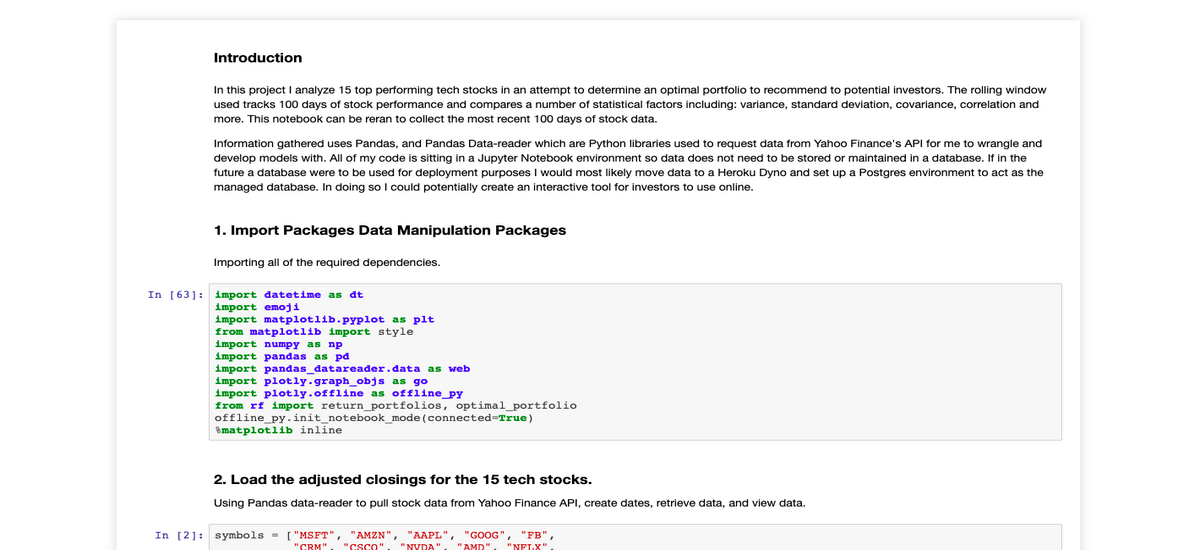 Introduction
In this project I analyze 15 top performing tech stocks in an attempt to determine an optimal portfolio to recommend to potential investors. The rolling window
used tracks 100 days of stock performance and compares a number of statistical factors including: variance, standard deviation, covariance, correlation and
more. This notebook can be reran to collect the most recent 100 days of stock data.
Information gathered uses Pandas, and Pandas Data-reader which are Python libraries used to request data from Yahoo Finance's API for me to wrangle and
develop models with. All of my code is sitting in a Jupyter Notebook environment so data does not need to be stored or maintained in a database. If in the
future a database were to be used for deployment purposes I would most likely move data to a Heroku Dyno and set up a Postgres environment to act as the
managed database. In doing so I could potentially create an interactive tool for investors to use online.
1. Import Packages Data Manipulation Packages
Importing all of the required dependencies.
In [63]: import datetime as dt
import emoji
import matplotlib.pyplot as plt
from matplotlib import style
import numpy as np
import pandas as pd
import pandas_datareader.data as web
import plotly.graph_objs as go
import plotly.offline as offline_py
from rf import return_portfolios, optimal_portfolio
offline_py.init_notebook_mode(connected=True)
%matplotlib inline
2. Load the adjusted closings for the 15 tech stocks.
Using Pandas data-reader to pull stock data from Yahoo Finance API, create dates, retrieve data, and view data.
In [2]: symbols = ["MSFT", "AMZN", "AAPL", "GOOG", "FB",
"CRM", "CSCO", "NVDA", "AMD", "NFLX",